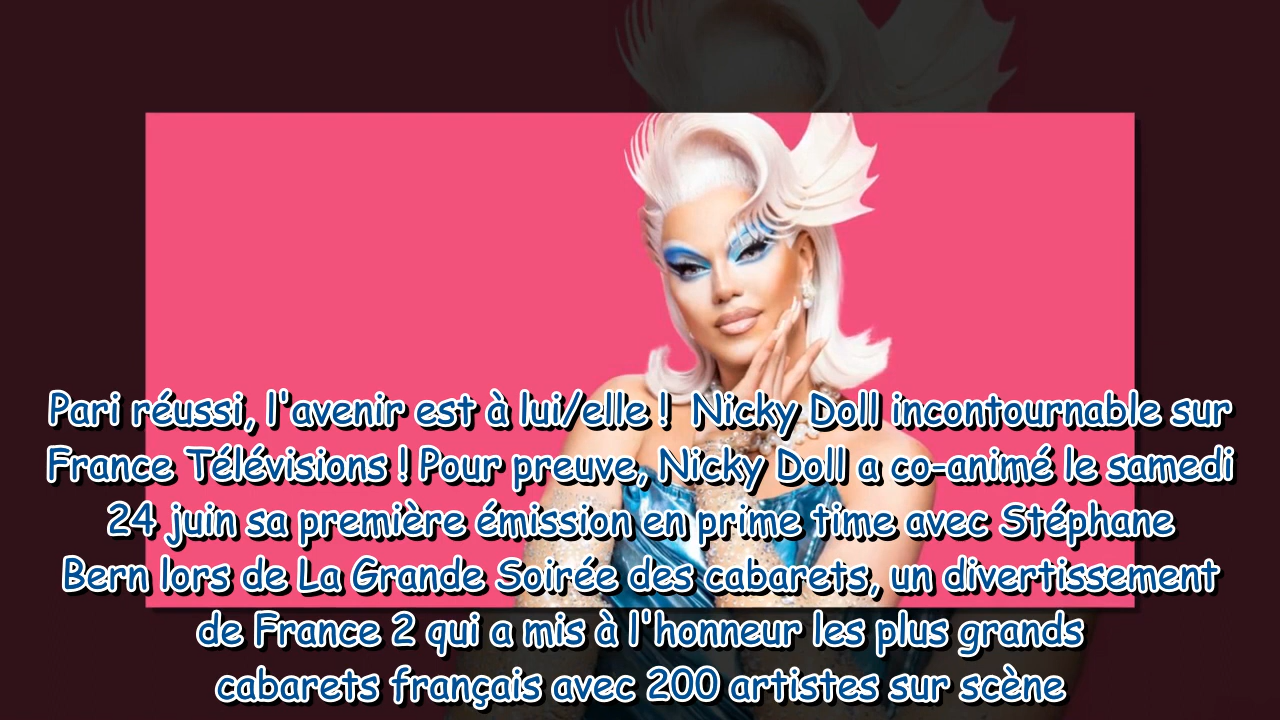 Pari réussi, l'avenir est à lui/elle ! Nicky Doll incontournable sur
France Télévisions ! Pour preuve, Nicky Doll a co-animé le samedi
24 juin sa première émission en prime time avec Stéphane
Bern lors de La Grande Soirée des cabarets, un divertissement
de France 2 qui a mis à l'honneur les plus grands
cabarets français avec 200 artistes sur scène